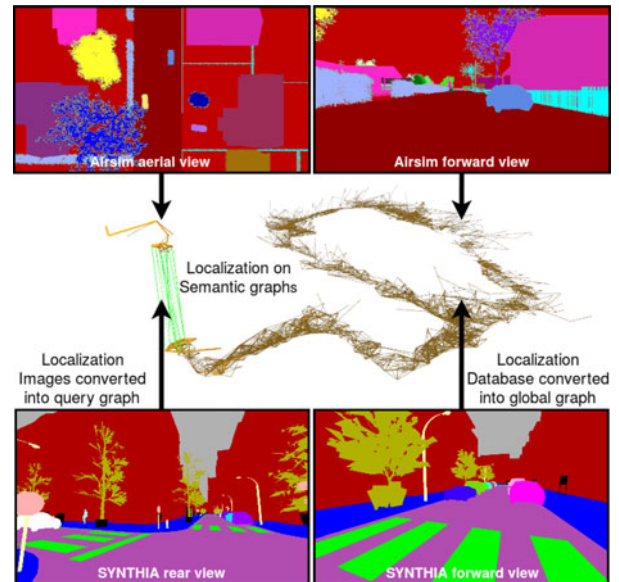 Airsim aerial view
Airsim forward view
Localization on
Semantic graphs
Localization
Images converted
into query graph
Localization
Database converted
into global graph
SYNTHIA rear view
SYNTHIA forward view